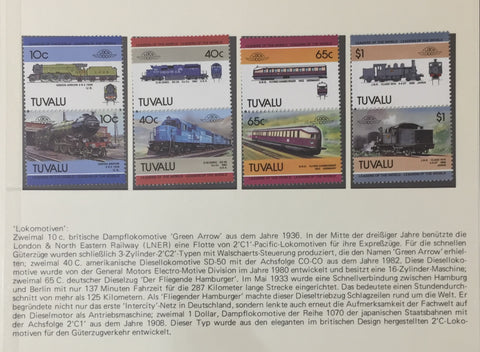 10c
40c
65c
$1
TUVALU
TUVALU
TUVALU
TUVALU
10c
40c
65c
$1
TUVALU
TUVALU
TUVALU
TUVALU
'Lokomotiven':
Zweimal 10 c. britische Dampflokomotive 'Green Arrow' aus dem Jahre 1936. In der Mitte der dreißiger Jahre benützte die
London & North Eastern Railway (LNER) eine Flotte von 2'C1'-Pacific-Lokomotiven für ihre Expreßzüge. Für die schnellen
Güterzüge wurden schließlich 3-Zylinder-2'C2'-Typen mit Walschaerts-Steuerung produziert, die den Namen 'Green Arrow' erhiel-
ten; zweimal 40 C. amerikanische Diesellokomotive SD-50 mit der Achsfolge CO-CO aus dem Jahre 1982. Diese Dieselloko-
motive wurde von der General Motors Electro-Motive Division im Jahre 1980 entwickelt und besitzt eine 16-Zylinder-Maschine;
zweimal 65 C. deutscher Dieselzug 'Der Fliegende Hamburger'. Im Mai 1933 wurde eine Schnellverbindung zwischen Hamburg
und Berlin mit nur 137 Minuten Fahrzeit für die 287 Kilometer lange Strecke eingerichtet. Das bedeutete einen Stundendurch-
schnitt von mehr als 125 Kilometern. Als 'Fliegender Hamburger' machte dieser Dieseltriebzug Schlagzeilen rund um die Welt. Er
begründete nicht nur das erste 'Intercity'-Netz in Deutschland, sondern lenkte auch erneut die Aufmerksamkeit der Fachwelt auf
den Dieselmotor als Antriebsmaschine; zweimal 1 Dollar, Dampflokomotive der Reihe 1070 der japanischen Staatsbahnen mit
der Achsfolge 2'C1' aus dem Jahre 1908. Dieser Typ wurde aus den eleganten im britischen Design hergestellten 2'C-Loko-
motiven für den Güterzugverkehr entwickelt.